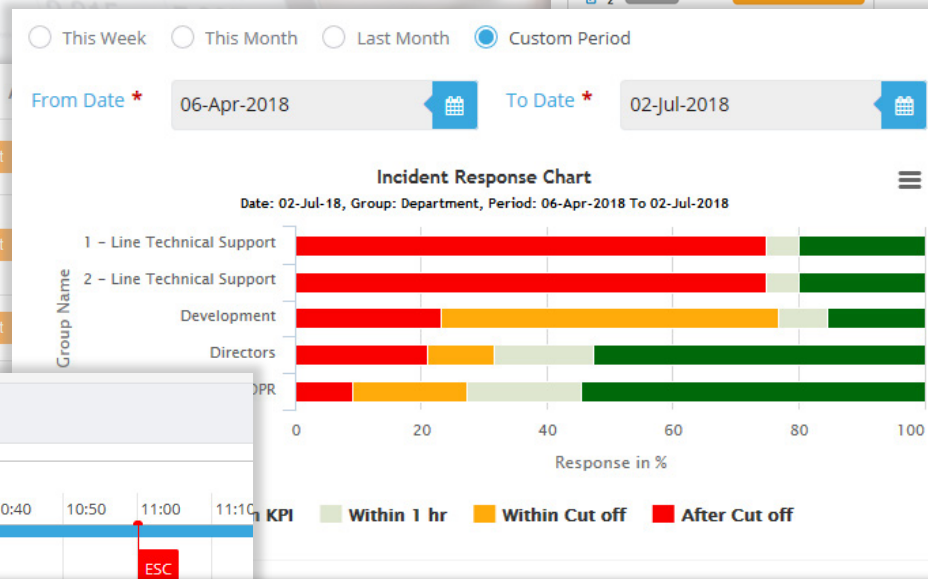 This Week This Month Last Month Custom Period
From Date * 06-Apr-2018 To Date * 02-Jul-2018
Incident Response Chart
Date: 02-Jul-18, Group: Department, Period: 06-Apr-2018 To 02-Jul-2018
Group Name
1 - Line Technical Support
2 - Line Technical Support
Development
Directors
0 20 40 60 80 100
Response in %
KPI Within 1 hr Within Cut off After Cut off
0:40 10:50 11:00 11:10
ESC